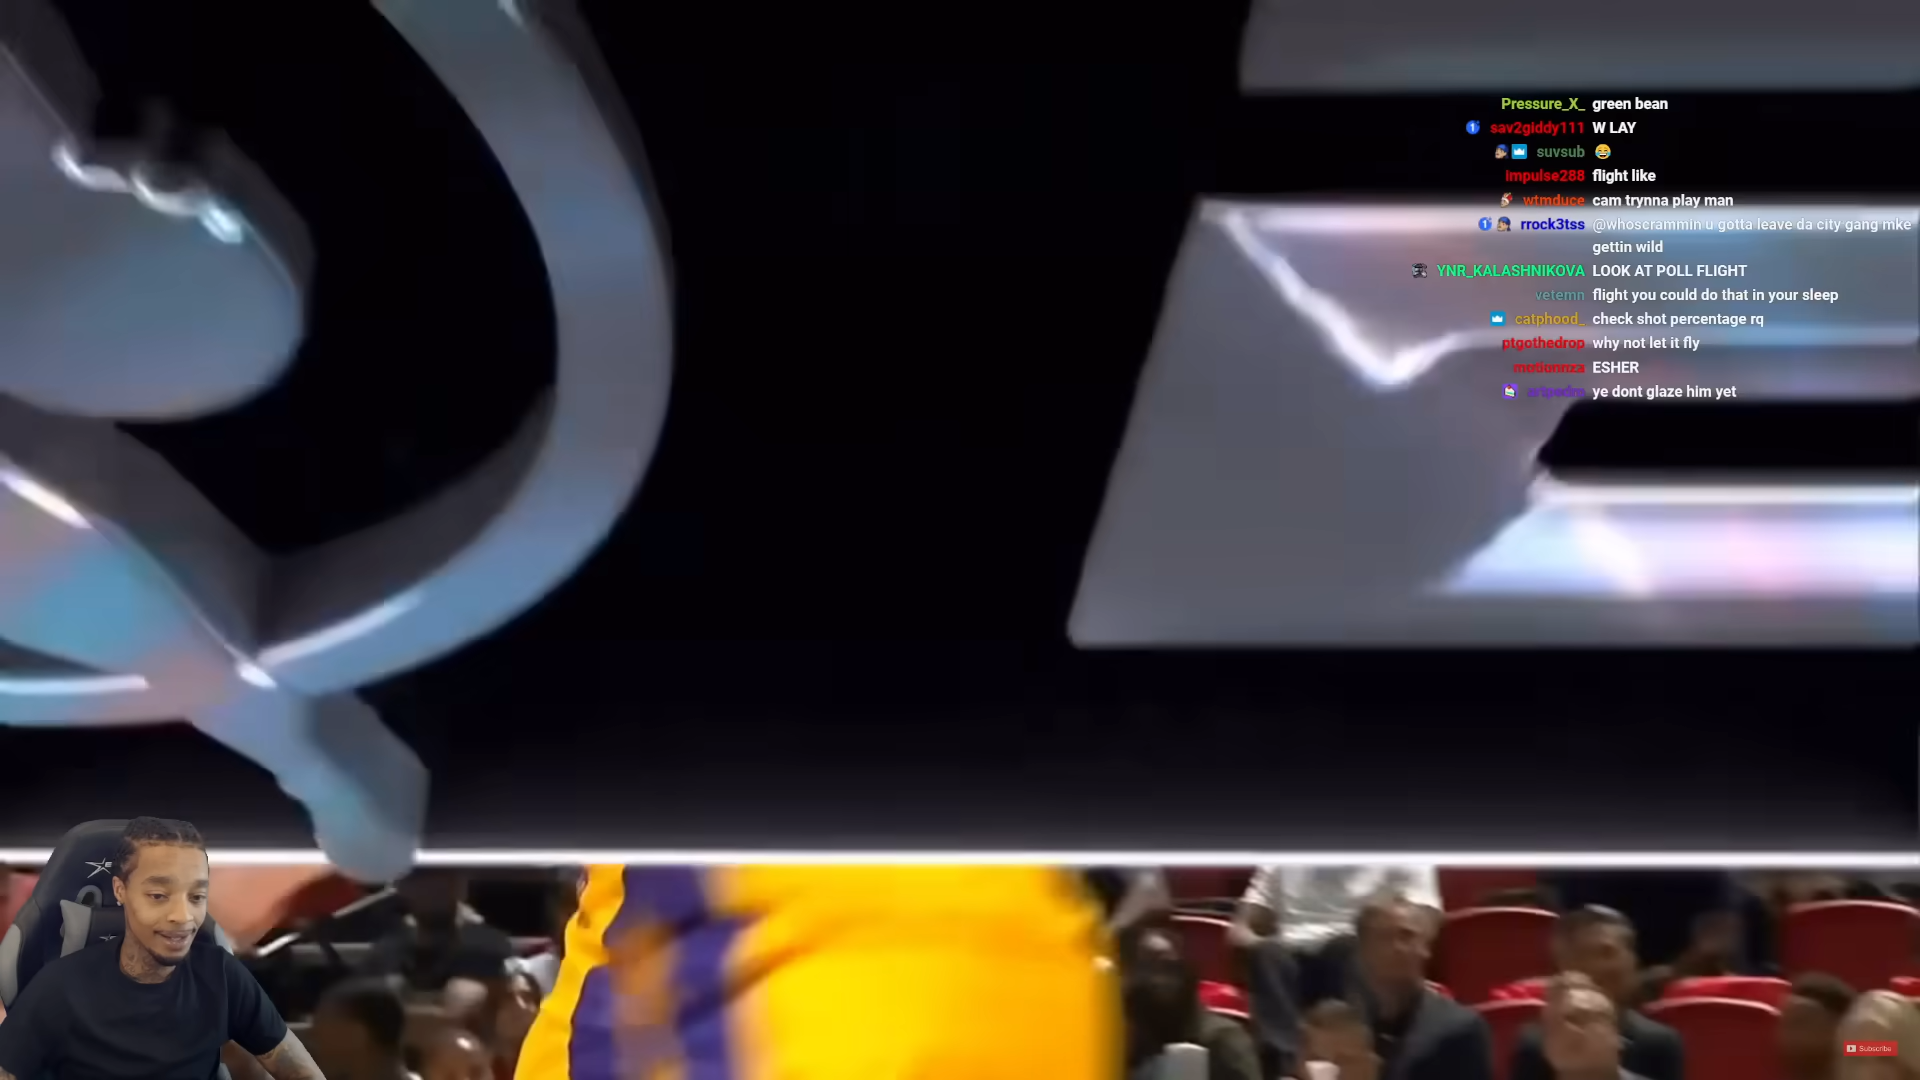 Pressure_X_ green bean
sav2giddy111 W LAY
suvsub 😂
impulse288 flight like
wtmduce cam trynna play man
rrock3tss @whoscrammin u gotta leave da city gang mke
gettin wild
YNR_KALASHNIKOVA LOOK AT POLL FLIGHT
vetemn flight you could do that in your sleep
catphood_ check shot percentage rq
ptgothedrop why not let it fly
motionnza ESHER
ye dont glaze him yet
Subscribe